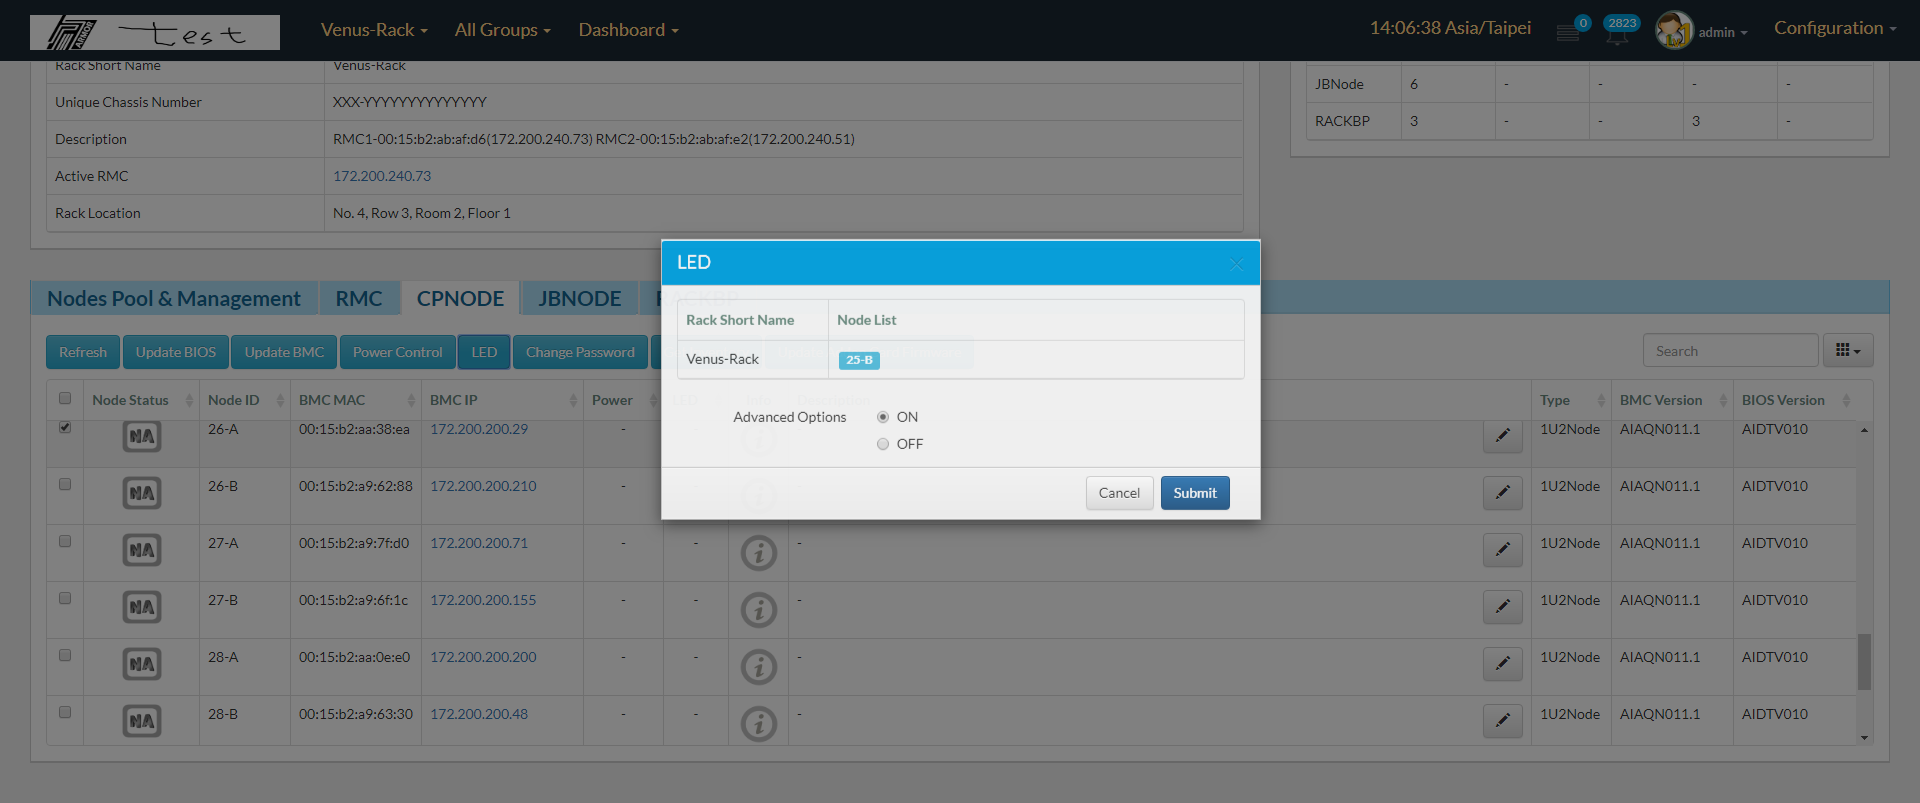 ARMOR test Venus-Rack All Groups Dashboard 14:06:38 Asia/Taipei 0 2823 admin Configuration
Rack Short Name Venus-Rack
Unique Chassis Number XXX-YYYYYYYYYYYYYY
Description RMC1-00:15:b2:ab:af:d6(172.200.240.73) RMC2-00:15:b2:ab:af:e2(172.200.240.51)
Active RMC 172.200.240.73
Rack Location No. 4, Row 3, Room 2, Floor 1
JBNode 6 - - - -
RACKBP 3 - - 3 -
Nodes Pool & Management RMC CPNODE JBNODE RACKBP
Refresh Update BIOS Update BMC Power Control LED Change Password
Search
Node Status Node ID BMC MAC BMC IP Power LED Info Description Type BMC Version BIOS Version
NA 26-A 00:15:b2:aa:38:ea 172.200.200.29 - 1U2Node AIAQN011.1 AIDTV010
NA 26-B 00:15:b2:a9:62:88 172.200.200.210 - 1U2Node AIAQN011.1 AIDTV010
NA 27-A 00:15:b2:a9:7f:d0 172.200.200.71 - - i - 1U2Node AIAQN011.1 AIDTV010
NA 27-B 00:15:b2:a9:6f:1c 172.200.200.155 - - i - 1U2Node AIAQN011.1 AIDTV010
NA 28-A 00:15:b2:aa:0e:e0 172.200.200.200 - - i - 1U2Node AIAQN011.1 AIDTV010
NA 28-B 00:15:b2:a9:63:30 172.200.200.48 - - i - 1U2Node AIAQN011.1 AIDTV010
LED
Rack Short Name Node List
Venus-Rack 25-B
Advanced Options ON
OFF
Cancel Submit